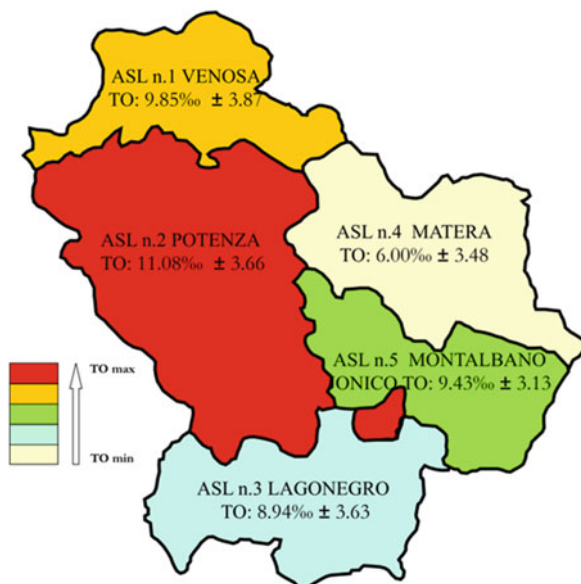 ASL n.1 VENOSA
TO: 9.85‰ ± 3.87
ASL n.2 POTENZA
TO: 11.08‰ ± 3.66
ASL n.4 MATERA
TO: 6.00‰ ± 3.48
ASL n.5 MONTALBANO
IONICO TO: 9.43‰ ± 3.13
TO max
TO min
ASL n.3 LAGONEGRO
TO: 8.94‰ ± 3.63